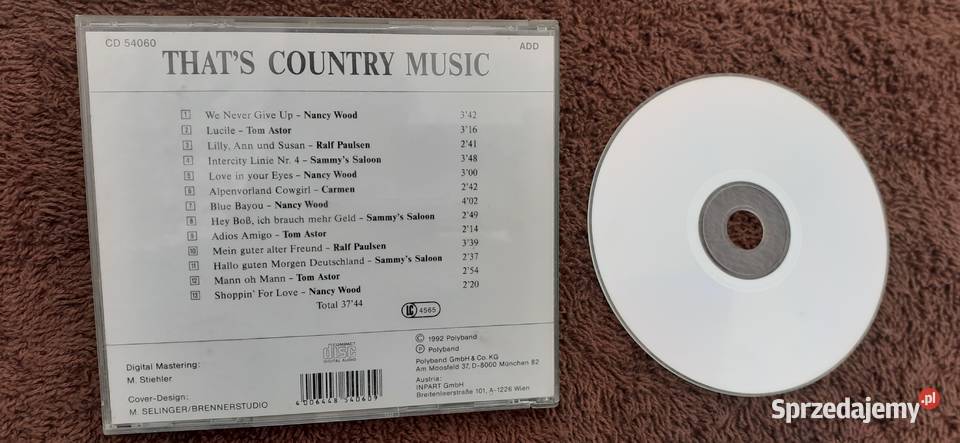 CD 54060
ADD
THAT'S COUNTRY MUSIC
1 We Never Give Up – Nancy Wood 3'42
2 Lucile – Tom Astor 3'16
3 Lilly, Ann und Susan – Ralf Paulsen 2'41
4 Intercity Linie Nr. 4 – Sammy's Saloon 3'48
5 Love in your Eyes – Nancy Wood 3'00
6 Alpenvorland Cowgirl – Carmen 2'42
7 Blue Bayou – Nancy Wood 4'02
8 Hey Boß, ich brauch mehr Geld – Sammy's Saloon 2'49
9 Adios Amigo – Tom Astor 2'14
10 Mein guter alter Freund – Ralf Paulsen 3'39
11 Hallo guten Morgen Deutschland – Sammy's Saloon 2'37
12 Mann oh Mann – Tom Astor 2'54
13 Shoppin' For Love – Nancy Wood 2'20
Total 37'44
LC 4565
Digital Mastering:
M. Stiehler
Cover-Design:
M. SELINGER/BRENNERSTUDIO
COMPACT
disc
DIGITAL AUDIO
4006448540609
© 1992 Polyband
℗ Polyband
Polyband GmbH & Co. KG
Am Moosfeld 37, D-8000 München 82
Austria:
INPART GmbH
Breitenleerstraße 101, A-1226 Wien
Sprzedajemy.pl